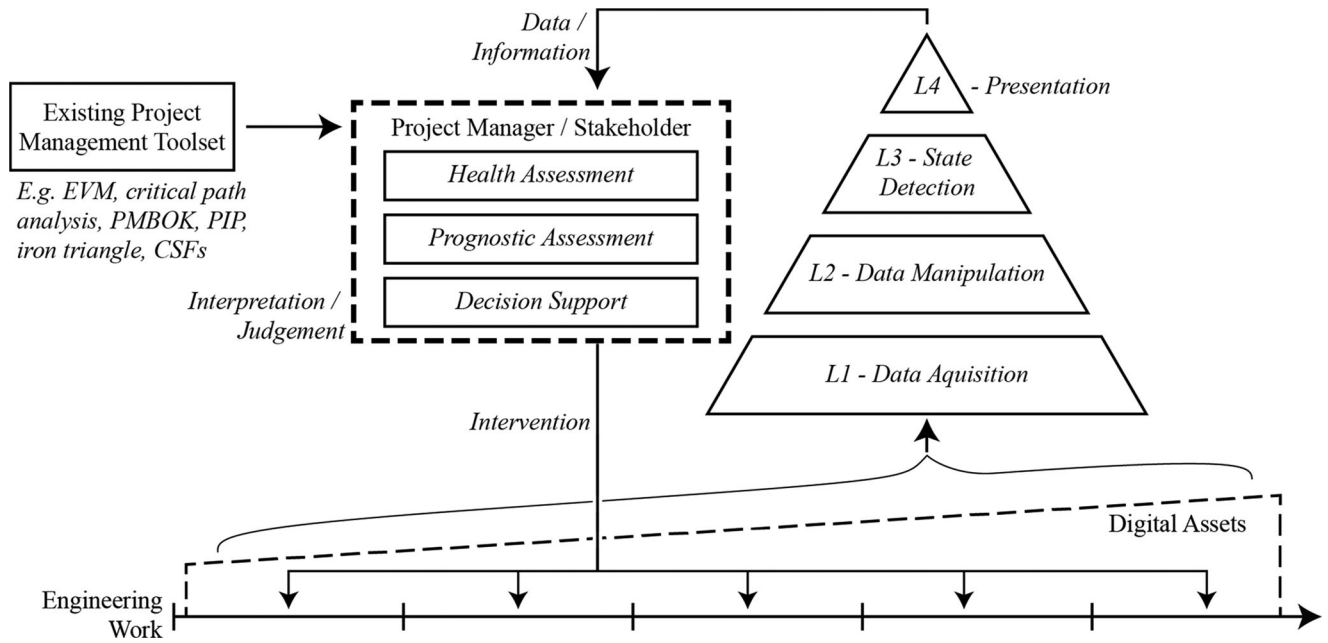 Data /
Information
L4
- Presentation
Existing Project
Management Toolset
Project Manager / Stakeholder
Health Assessment
L3 - State
Detection
E.g. EVM, critical path
analysis, PMBOK, PIP,
iron triangle, CSFs
Prognostic Assessment
L2 - Data Manipulation
Interpretation /
Judgement
Decision Support
L1 - Data Aquisition
Intervention
Digital Assets
Engineering
Work